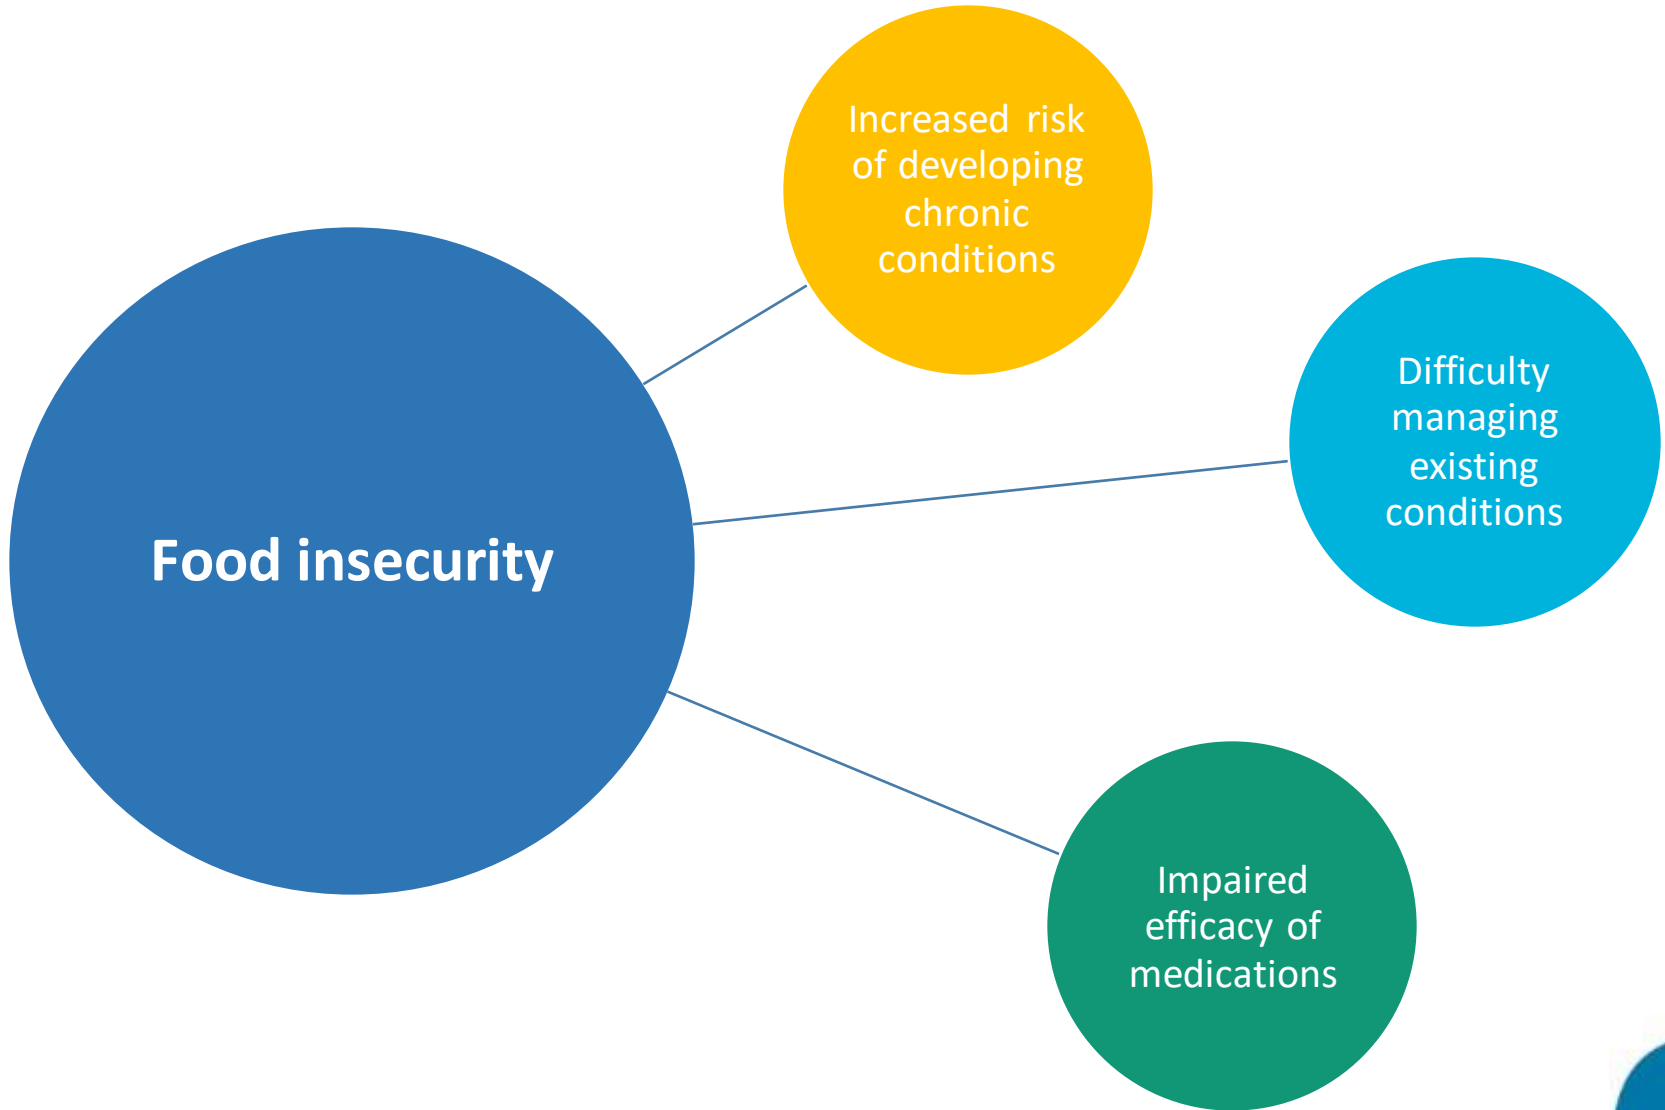 Increased risk
of developing
chronic
conditions
Difficulty
managing
existing
conditions
Food insecurity
Impaired
efficacy of
medications